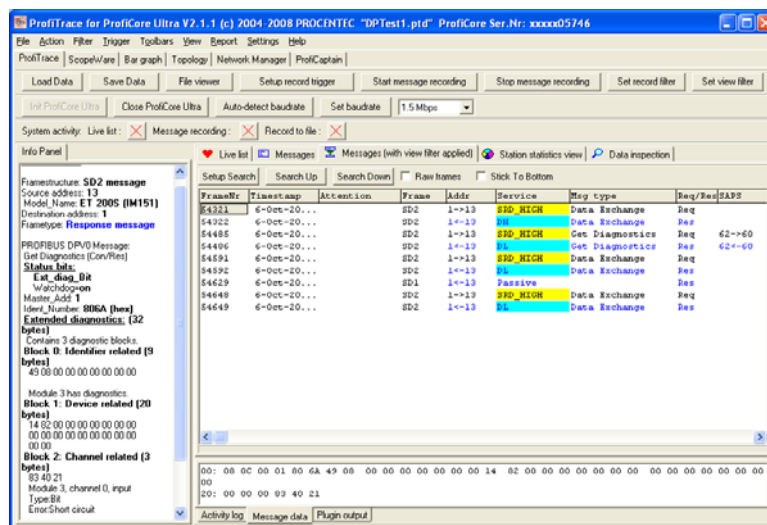 ProfiTrace for ProfiCore Ultra V2.1.1 (c) 2004-2008 PROCENTEC "DPTest1.ptd" ProfiCore Ser.Nr: xxxxx05746
File Action Filter Trigger Toolbars View Report Settings Help
ProfiTrace ScopeWare Bar graph Topology Network Manager ProfiCaptain
Load Data Save Data File viewer Setup record trigger Start message recording Stop message recording Set record filter Set view filter
Init ProfiCore Ultra Close ProfiCore Ultra Auto-detect baudrate Set baudrate 1.5 Mbps
System activity: Live list : Message recording : Record to file :
Info Panel
Framestructure: SD2 message
Source address: 13
Model_Name: ET 200S (IM151)
Destination address: 1
Frametype: Response message
PROFIBUS DPV0 Message:
Get Diagnostics (Con/Res)
Status bits:
Ext_diag_Bit
Watchdog=on
Master_Add: 1
Ident_Number: 806A (hex)
Extended diagnostics: (32
bytes)
Contains 3 diagnostic blocks.
Block 0: Identifier related (9
bytes)
49 08 00 00 00 00 00 00 00
Module 3 has diagnostics.
Block 1: Device related (20
bytes)
14 82 00 00 00 00 00 00 00
00 00 00 00 00 00 00 00 00
00 00
Block 2: Channel related (3
bytes)
83 40 21
Module 3, channel 0, input
Type:Bit
Error:Short circuit
Live list Messages Messages (with view filter applied) Station statistics view Data inspection
Setup Search Search Up Search Down Raw frames Stick To Bottom
FrameNr Timestamp Attention Frame Addr Service Msg type Req/Res SAPS
54321 6-Oct-20... SD2 1->13 SRD_HIGH Data Exchange Req
54322 6-Oct-20... SD2 1<-13 DH Data Exchange Res
54485 6-Oct-20... SD2 1->13 SRD_HIGH Get Diagnostics Req 62->60
54486 6-Oct-20... SD2 1<-13 DL Get Diagnostics Res 62<-60
54591 6-Oct-20... SD2 1->13 SRD_HIGH Data Exchange Req
54592 6-Oct-20... SD2 1<-13 DL Data Exchange Res
54629 6-Oct-20... SD1 1<-13 Passive Res
54648 6-Oct-20... SD2 1->13 SRD_HIGH Data Exchange Req
54649 6-Oct-20... SD2 1<-13 DL Data Exchange Res
00: 08 0C 00 01 80 6A 49 08 00 00 00 00 00 00 00 14 82 00 00 00 00 00 00 00 00 00 00 00 00 00 00
00
20: 00 00 00 83 40 21
Activity log Message data Plugin output